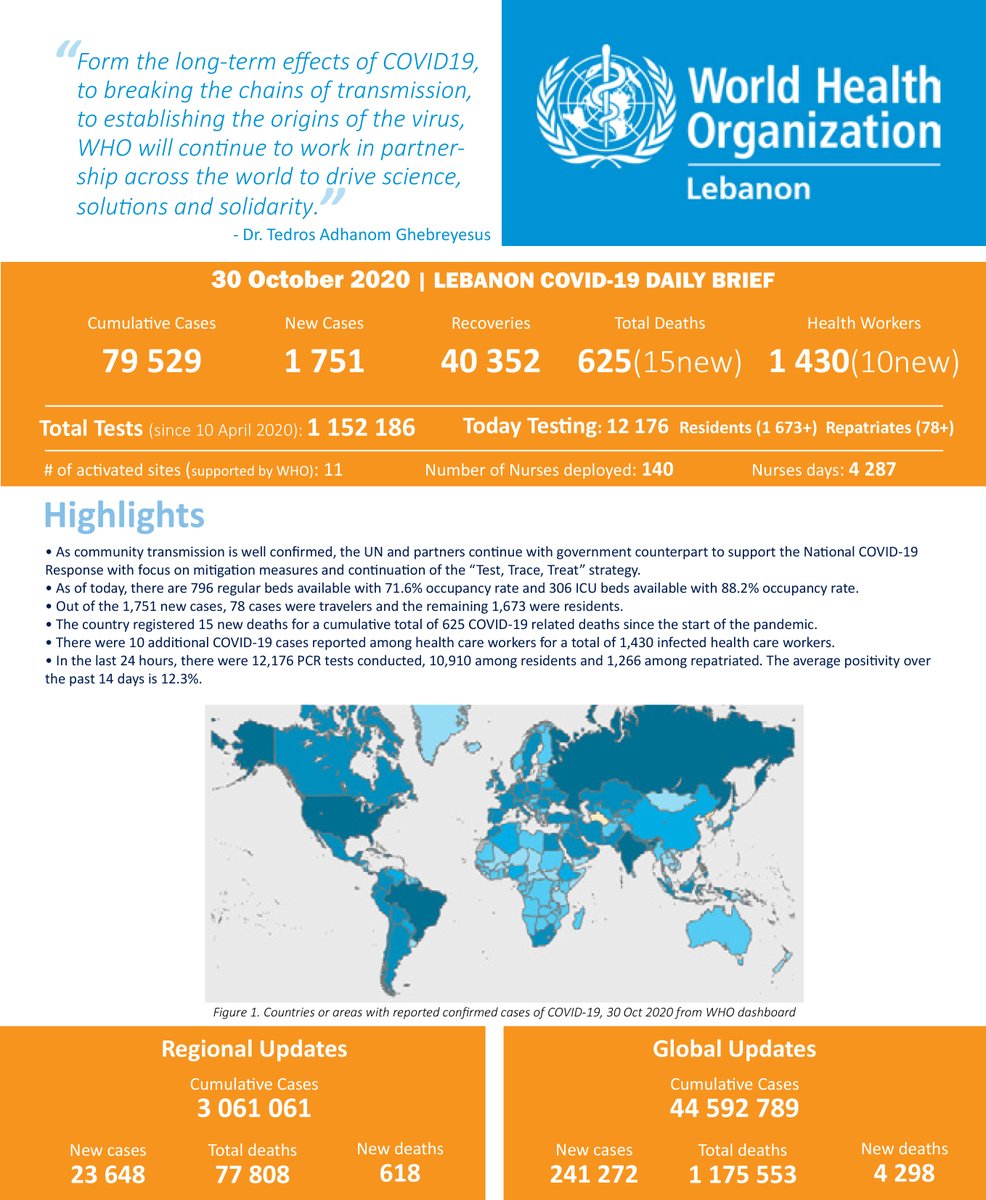 “Form the long-term effects of COVID19,
to breaking the chains of transmission,
to establishing the origins of the virus,
WHO will continue to work in partner-
ship across the world to drive science,
solutions and solidarity.”
- Dr. Tedros Adhanom Ghebreyesus
World Health
Organization
Lebanon
30 October 2020 | LEBANON COVID-19 DAILY BRIEF
Cumulative Cases New Cases Recoveries Total Deaths Health Workers
79 529 1 751 40 352 625(15new) 1 430(10new)
Total Tests (since 10 April 2020): 1 152 186 Today Testing: 12 176 Residents (1 673+) Repatriates (78+)
# of activated sites (supported by WHO): 11 Number of Nurses deployed: 140 Nurses days: 4 287
Highlights
• As community transmission is well confirmed, the UN and partners continue with government counterpart to support the National COVID-19
Response with focus on mitigation measures and continuation of the “Test, Trace, Treat” strategy.
• As of today, there are 796 regular beds available with 71.6% occupancy rate and 306 ICU beds available with 88.2% occupancy rate.
• Out of the 1,751 new cases, 78 cases were travelers and the remaining 1,673 were residents.
• The country registered 15 new deaths for a cumulative total of 625 COVID-19 related deaths since the start of the pandemic.
• There were 10 additional COVID-19 cases reported among health care workers for a total of 1,430 infected health care workers.
• In the last 24 hours, there were 12,176 PCR tests conducted, 10,910 among residents and 1,266 among repatriated. The average positivity over
the past 14 days is 12.3%.
Figure 1. Countries or areas with reported confirmed cases of COVID-19, 30 Oct 2020 from WHO dashboard
Regional Updates
Cumulative Cases
3 061 061
New cases Total deaths New deaths
23 648 77 808 618
Global Updates
Cumulative Cases
44 592 789
New cases Total deaths New deaths
241 272 1 175 553 4 298